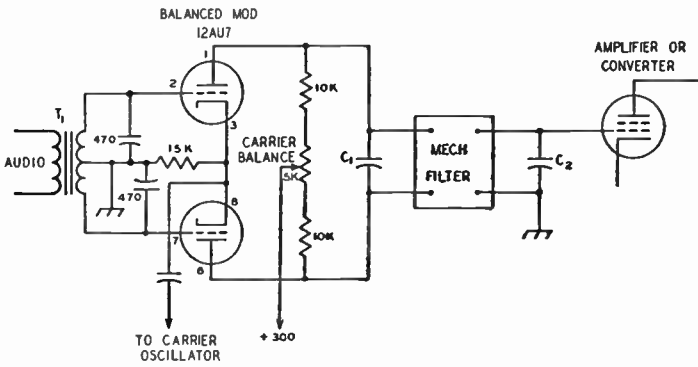 BALANCED MOD
12AU7
AMPLIFIER OR
CONVERTER
1
2
3
T1
470
15K
AUDIO
470
10K
CARRIER
BALANCE
5K
10K
C1
MECH
FILTER
C2
8
7
6
TO CARRIER
OSCILLATOR
+300